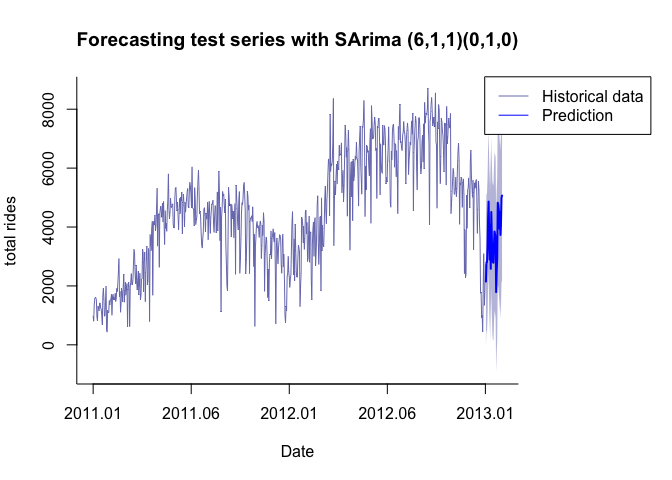 Forecasting test series with SArima (6,1,1)(0,1,0)
Historical data
Prediction
total rides
8000
6000
4000
2000
0
2011.01 2011.06 2012.01 2012.06 2013.01
Date